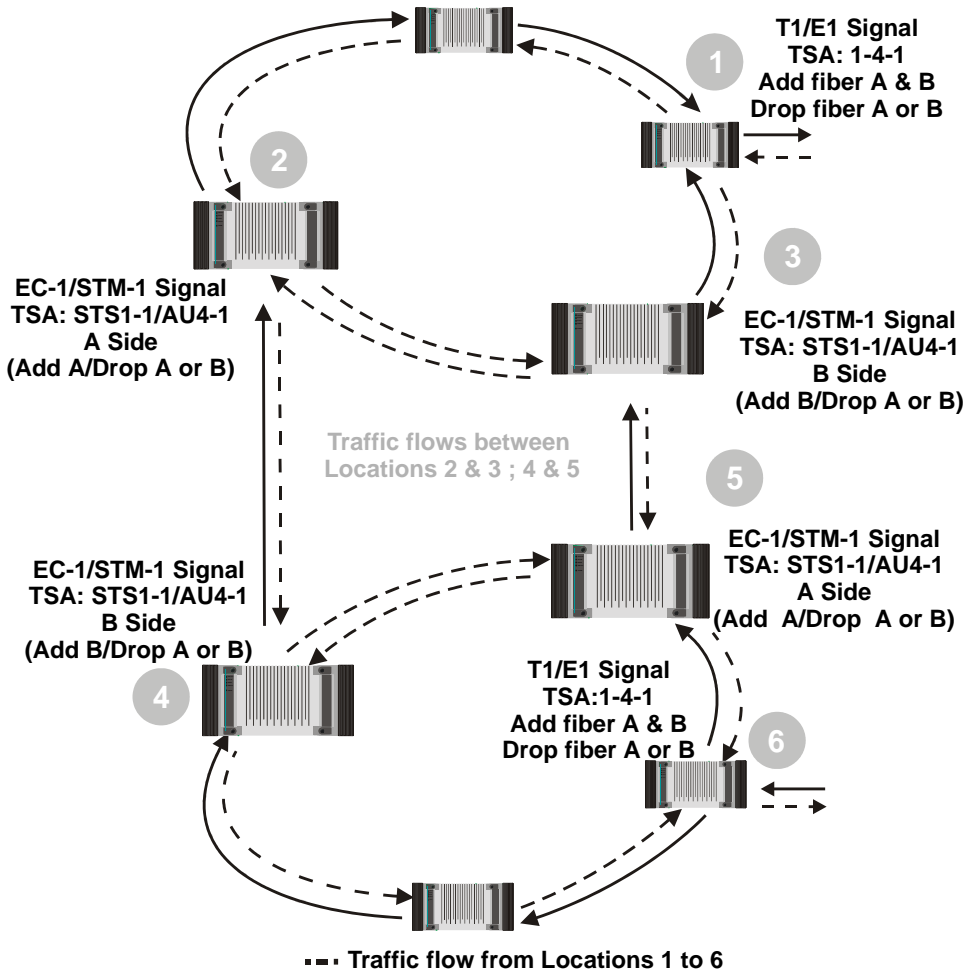 T1/E1 Signal
TSA: 1-4-1
Add fiber A & B
Drop fiber A or B
1
2
3
EC-1/STM-1 Signal
TSA: STS1-1/AU4-1
A Side
(Add A/Drop A or B)
EC-1/STM-1 Signal
TSA: STS1-1/AU4-1
B Side
(Add B/Drop A or B)
Traffic flows between
Locations 2 & 3 ; 4 & 5
5
EC-1/STM-1 Signal
TSA: STS1-1/AU4-1
A Side
(Add A/Drop A or B)
EC-1/STM-1 Signal
TSA: STS1-1/AU4-1
B Side
(Add B/Drop A or B)
4
T1/E1 Signal
TSA:1-4-1
Add fiber A & B
Drop fiber A or B
6
Traffic flow from Locations 1 to 6